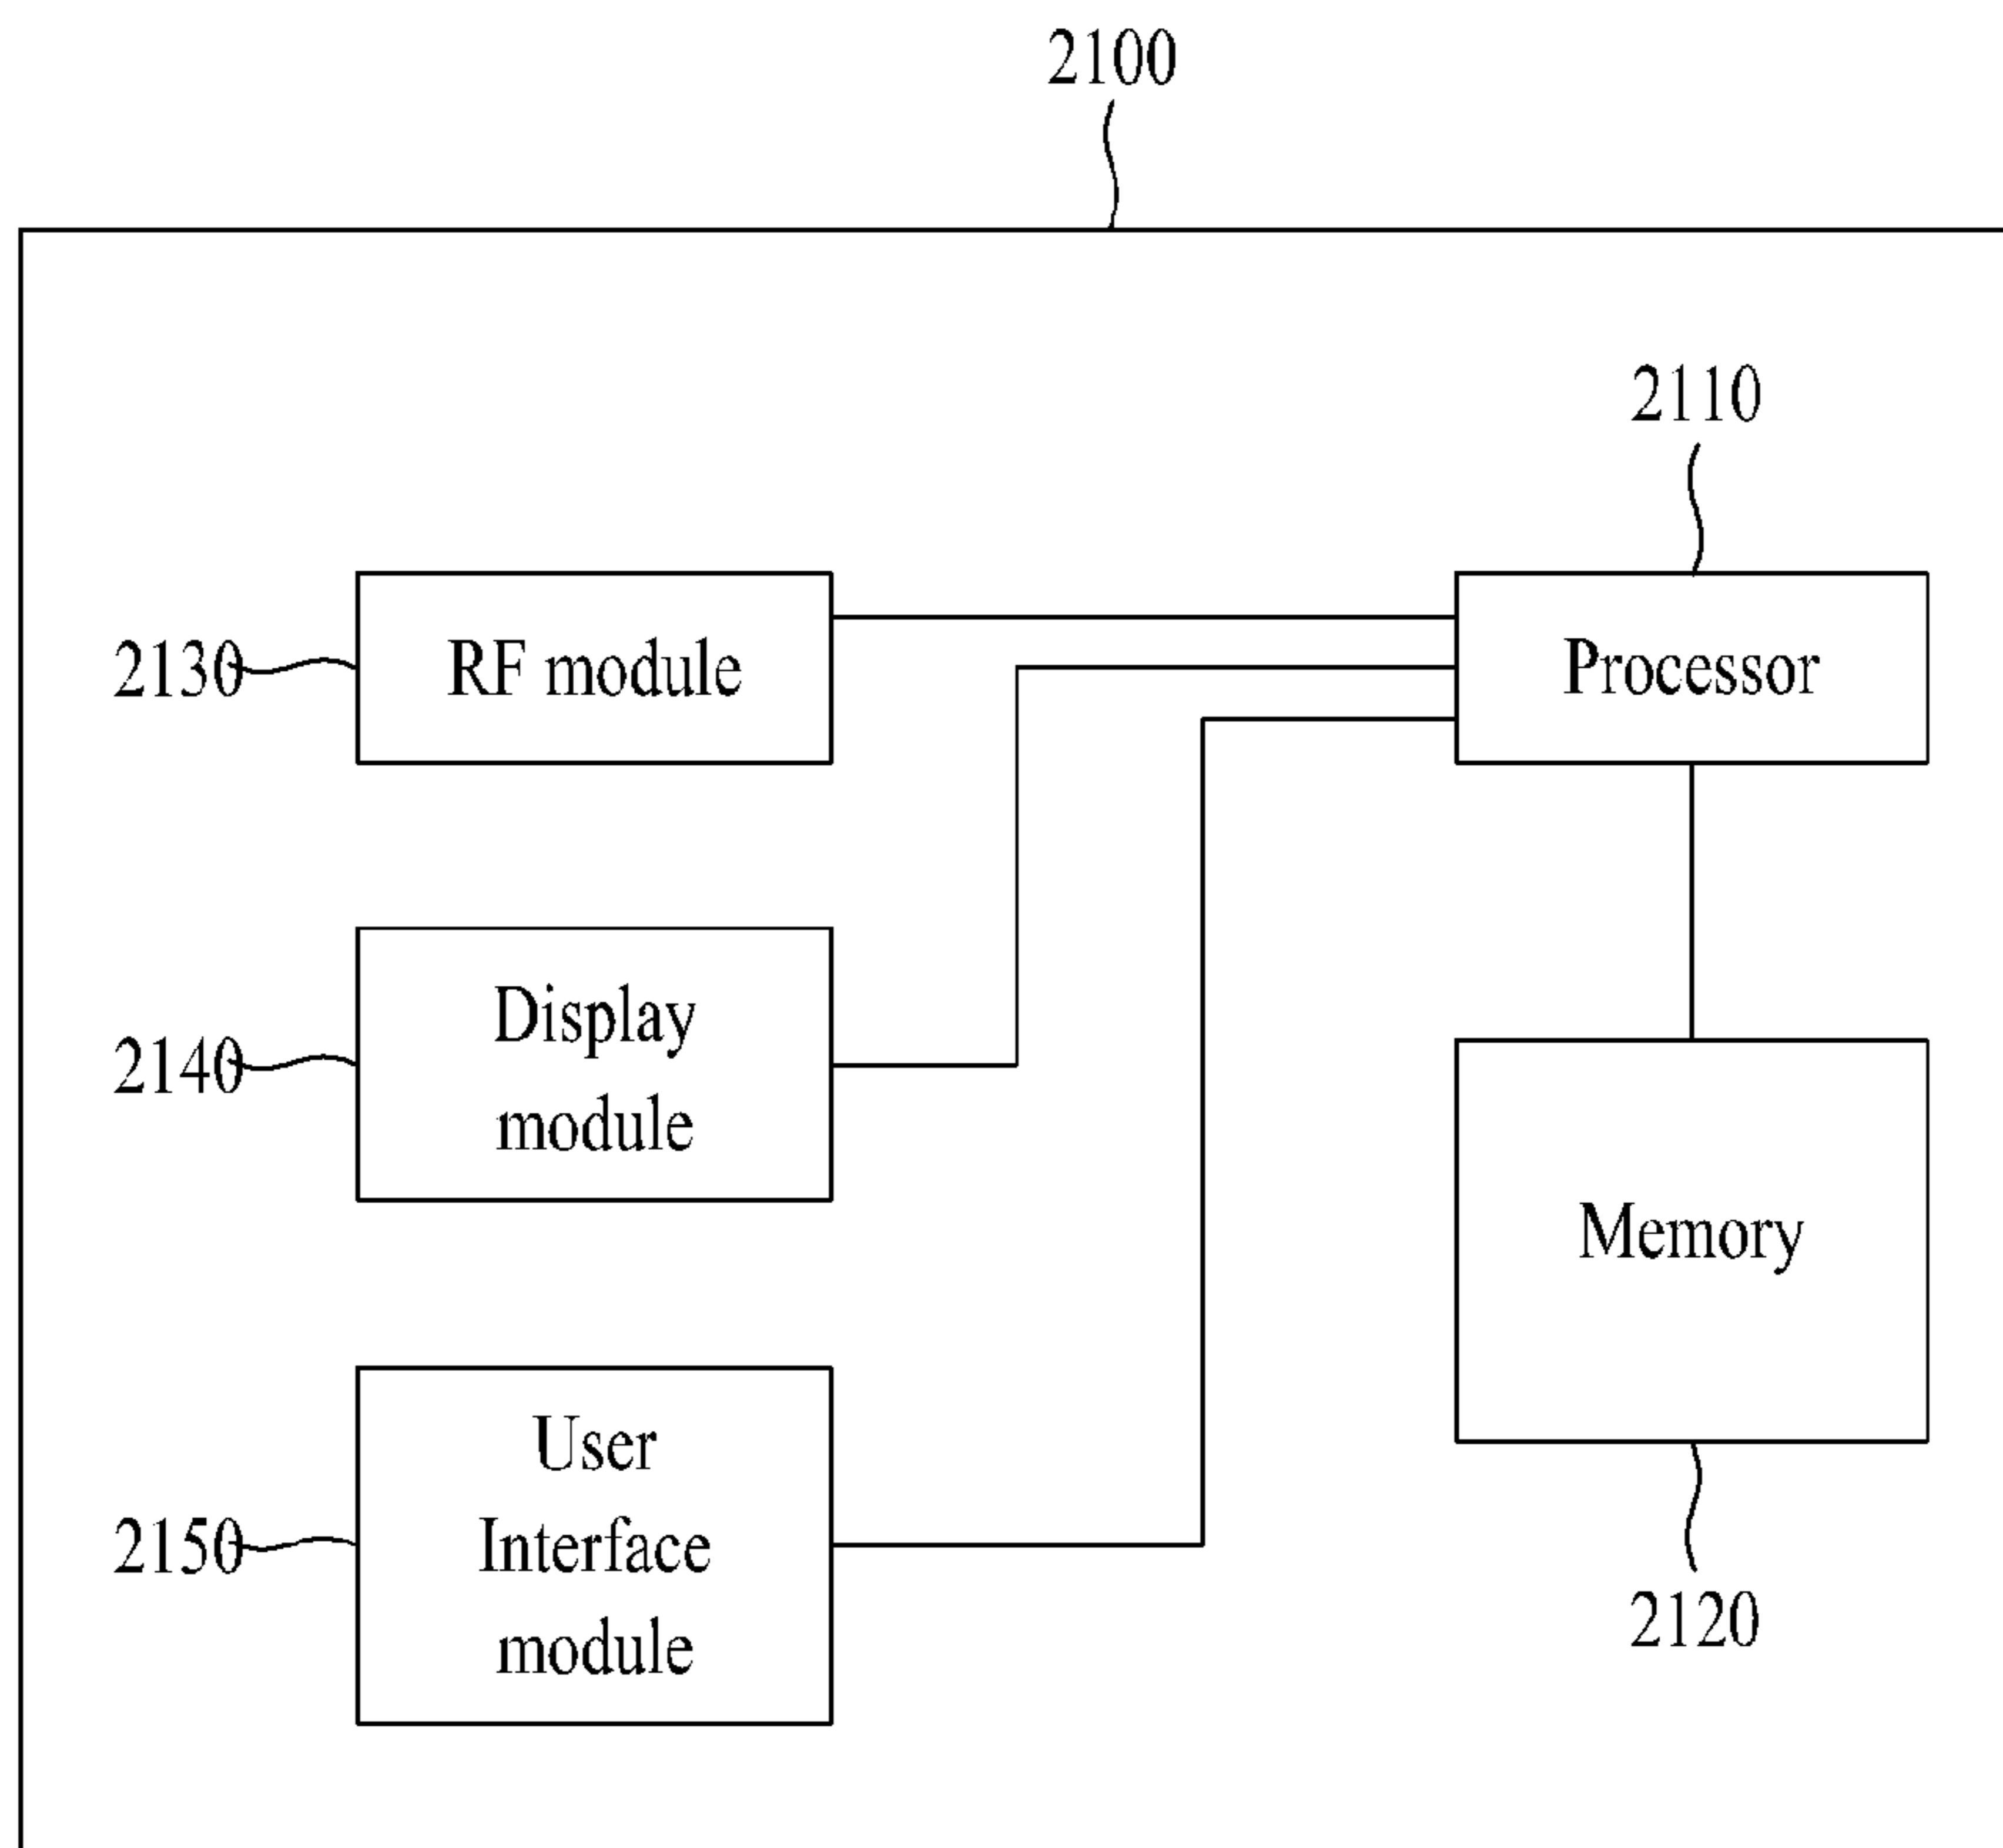 2100
2110
2130
RF module
Processor
2140
Display
module
Memory
2150
User
Interface
module
2120